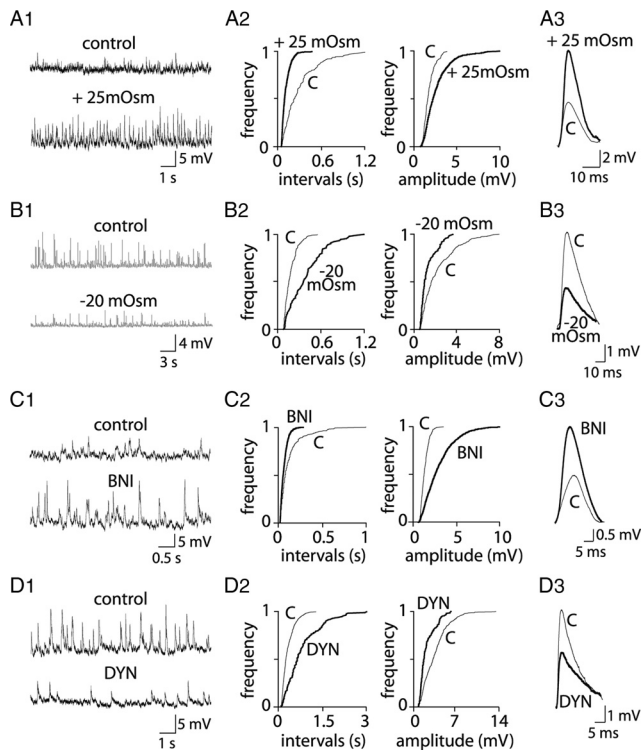 A1
control
+ 25mOsm
5 mV
1 s
A2
frequency
1
0
+ 25 mOsm
C
0 0.6 1.2
intervals (s)
frequency
1
0
C
+ 25mOsm
0 5 10
amplitude (mV)
A3
+ 25 mOsm
C
2 mV
10 ms
B1
control
-20 mOsm
4 mV
3 s
B2
frequency
1
0
C
-20
mOsm
0 0.6 1.2
intervals (s)
frequency
1
0
-20 mOsm
C
0 4 8
amplitude (mV)
B3
C
-20
mOsm
1 mV
10 ms
C1
control
BNI
5 mV
0.5 s
C2
frequency
1
0
BNI
C
0 0.5 1
intervals (s)
frequency
1
0
C
BNI
0 5 10
amplitude (mV)
C3
BNI
C
0.5 mV
5 ms
D1
control
DYN
5 mV
1 s
D2
frequency
1
0
C
DYN
0 1.5 3
intervals (s)
frequency
1
0
DYN
C
0 7 14
amplitude (mV)
D3
C
DYN
1 mV
5 ms